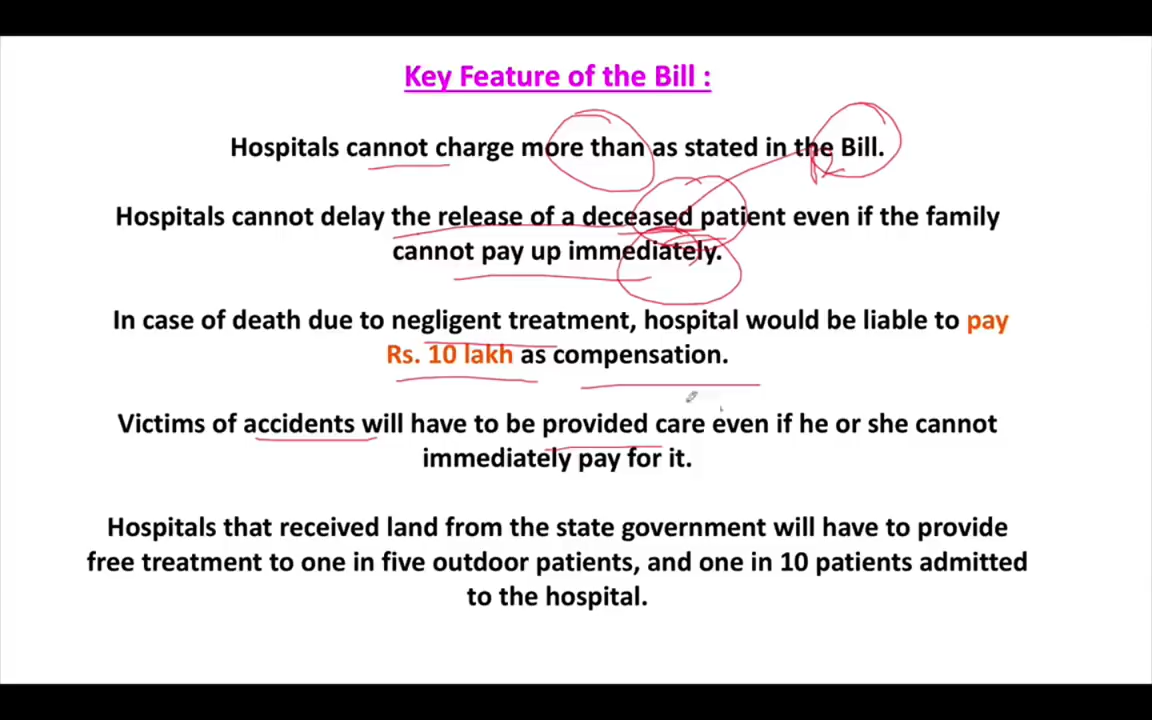 Key Feature of the Bill :
Hospitals cannot charge more than as stated in the Bill.
Hospitals cannot delay the release of a deceased patient even if the family
cannot pay up immediately.
In case of death due to negligent treatment, hospital would be liable to pay
Rs. 10 lakh as compensation.
Victims of accidents will have to be provided care even if he or she cannot
immediately pay for it.
Hospitals that received land from the state government will have to provide
free treatment to one in five outdoor patients, and one in 10 patients admitted
to the hospital.